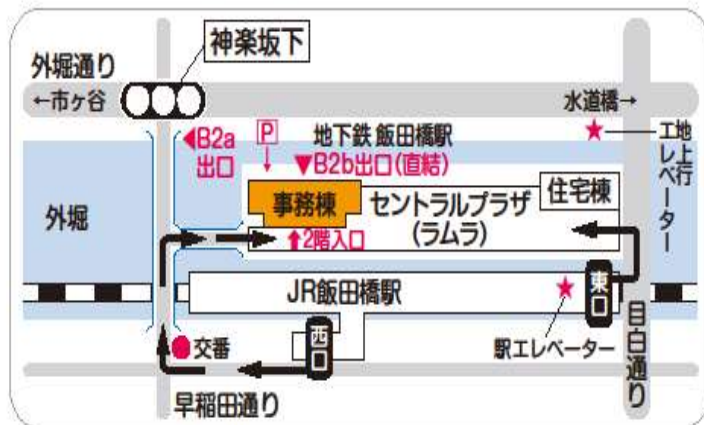 神楽坂下
外堀通り
←市ヶ谷
水道橋→
◀B2a
出口
P
地下鉄 飯田橋駅
▼B2b出口(直結)
★
地上行
エレベーター
外堀
事務棟
セントラルプラザ
(ラムラ)
住宅棟
⬆2階入口
JR飯田橋駅
★
東口
西口
交番
駅エレベーター
目白通り
早稲田通り